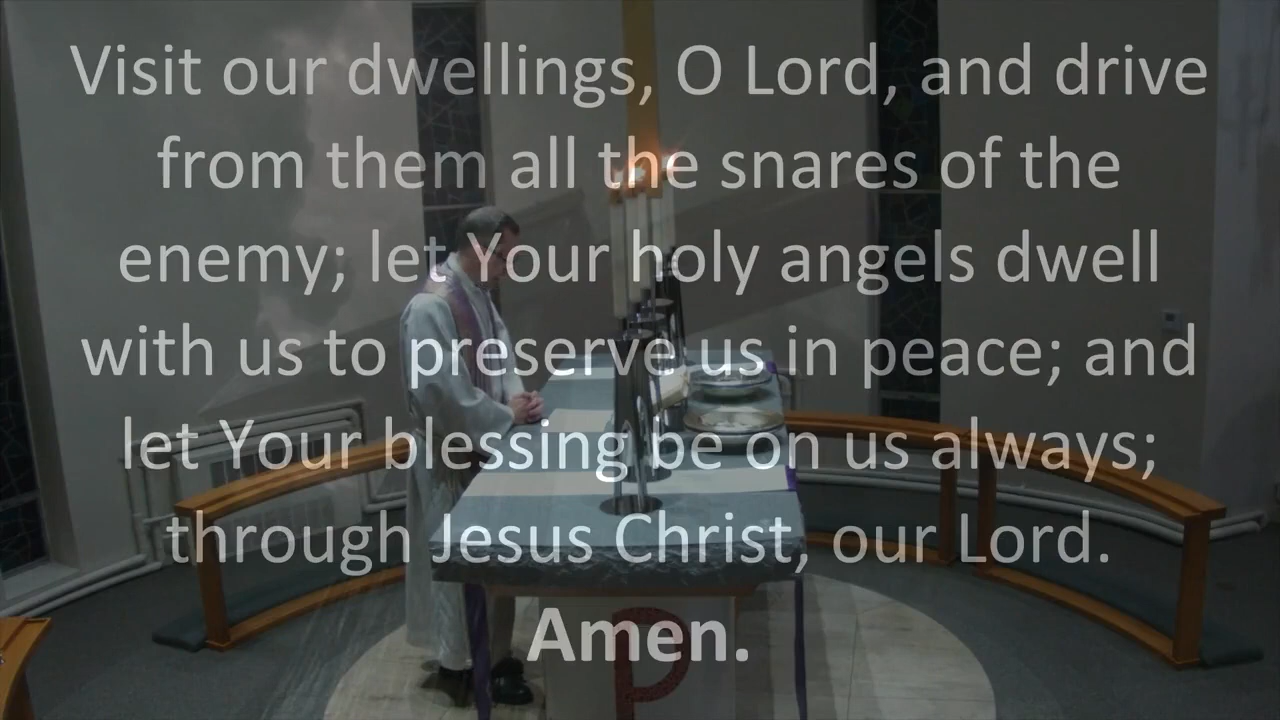 Visit our dwellings, O Lord, and drive
from them all the snares of the
enemy; let Your holy angels dwell
with us to preserve us in peace; and
let Your blessing be on us always;
through Jesus Christ, our Lord.
Amen.